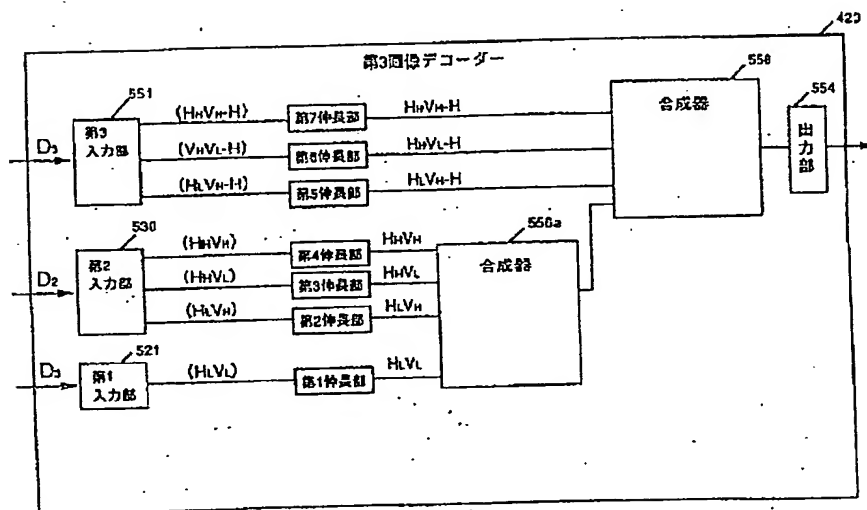 423
第3画像デコーダー
551
第3
入力部
D₃
(HHVH-H)
第7伸長部
HHVH-H
(VHVL-H)
第6伸長部
HHVL-H
(HLVH-H)
第5伸長部
HLVH-H
合成器
554
出力部
530
第2
入力部
D₂
(HHVH)
第4伸長部
HHVH
(HHVL)
第3伸長部
HHVL
(HLVH)
第2伸長部
HLVH
556a
合成器
521
第1
入力部
D₃
(HLVL)
第1伸長部
HLVL